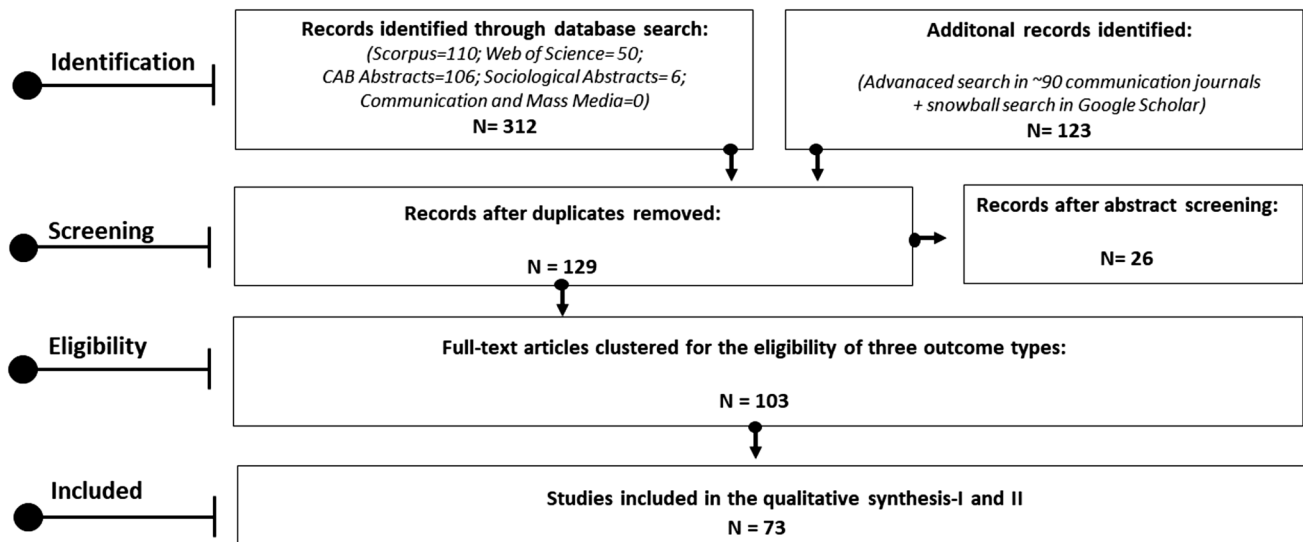 Identification
Records identified through database search:
(Scorpus=110; Web of Science= 50;
CAB Abstracts=106; Sociological Abstracts= 6;
Communication and Mass Media=0)
N= 312
Additonal records identified:
(Advanaced search in ~90 communication journals
+ snowball search in Google Scholar)
N= 123
Screening
Records after duplicates removed:
N = 129
Records after abstract screening:
N= 26
Eligibility
Full-text articles clustered for the eligibility of three outcome types:
N = 103
Included
Studies included in the qualitative synthesis-I and II
N = 73